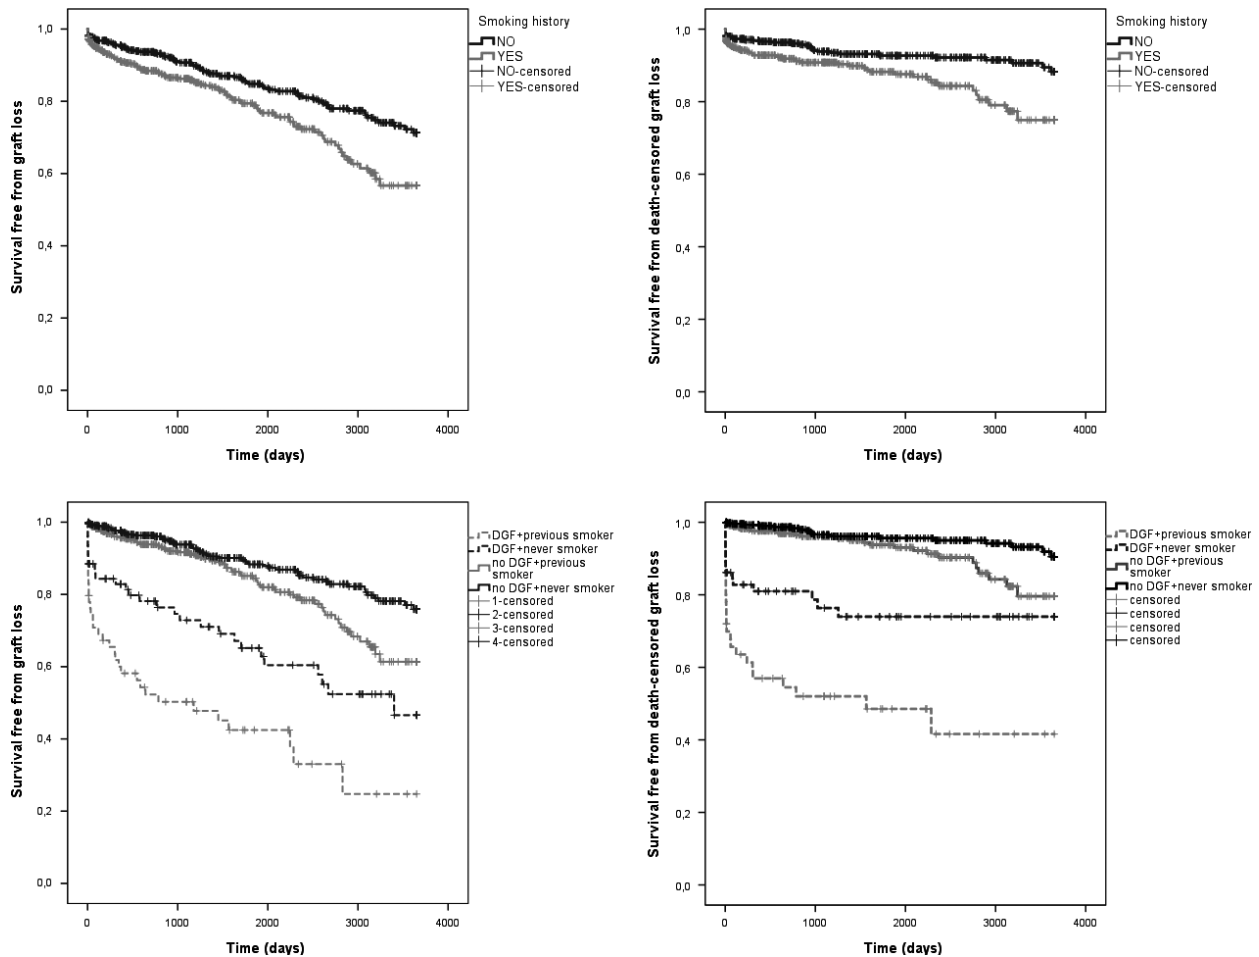 Smoking history
NO
YES
NO-censored
YES-censored
Survival free from graft loss
1,0
0,8
0,6
0,4
0,2
0,0
0 1000 2000 3000 4000
Time (days)
Smoking history
NO
YES
NO-censored
YES-censored
Survival free from death-censored graft loss
1,0
0,8
0,6
0,4
0,2
0,0
0 1000 2000 3000 4000
Time (days)
DGF+previous smoker
DGF+never smoker
no DGF+previous
smoker
no DGF+never smoker
1-censored
2-censored
3-censored
4-censored
Survival free from graft loss
1,0
0,8
0,6
0,4
0,2
0,0
0 1000 2000 3000 4000
Time (days)
DGF+previous smoker
DGF+never smoker
no DGF+previous
smoker
no DGF+never smoker
censored
censored
censored
censored
Survival free from death-censored graft loss
1,0
0,8
0,6
0,4
0,2
0,0
0 1000 2000 3000 4000
Time (days)